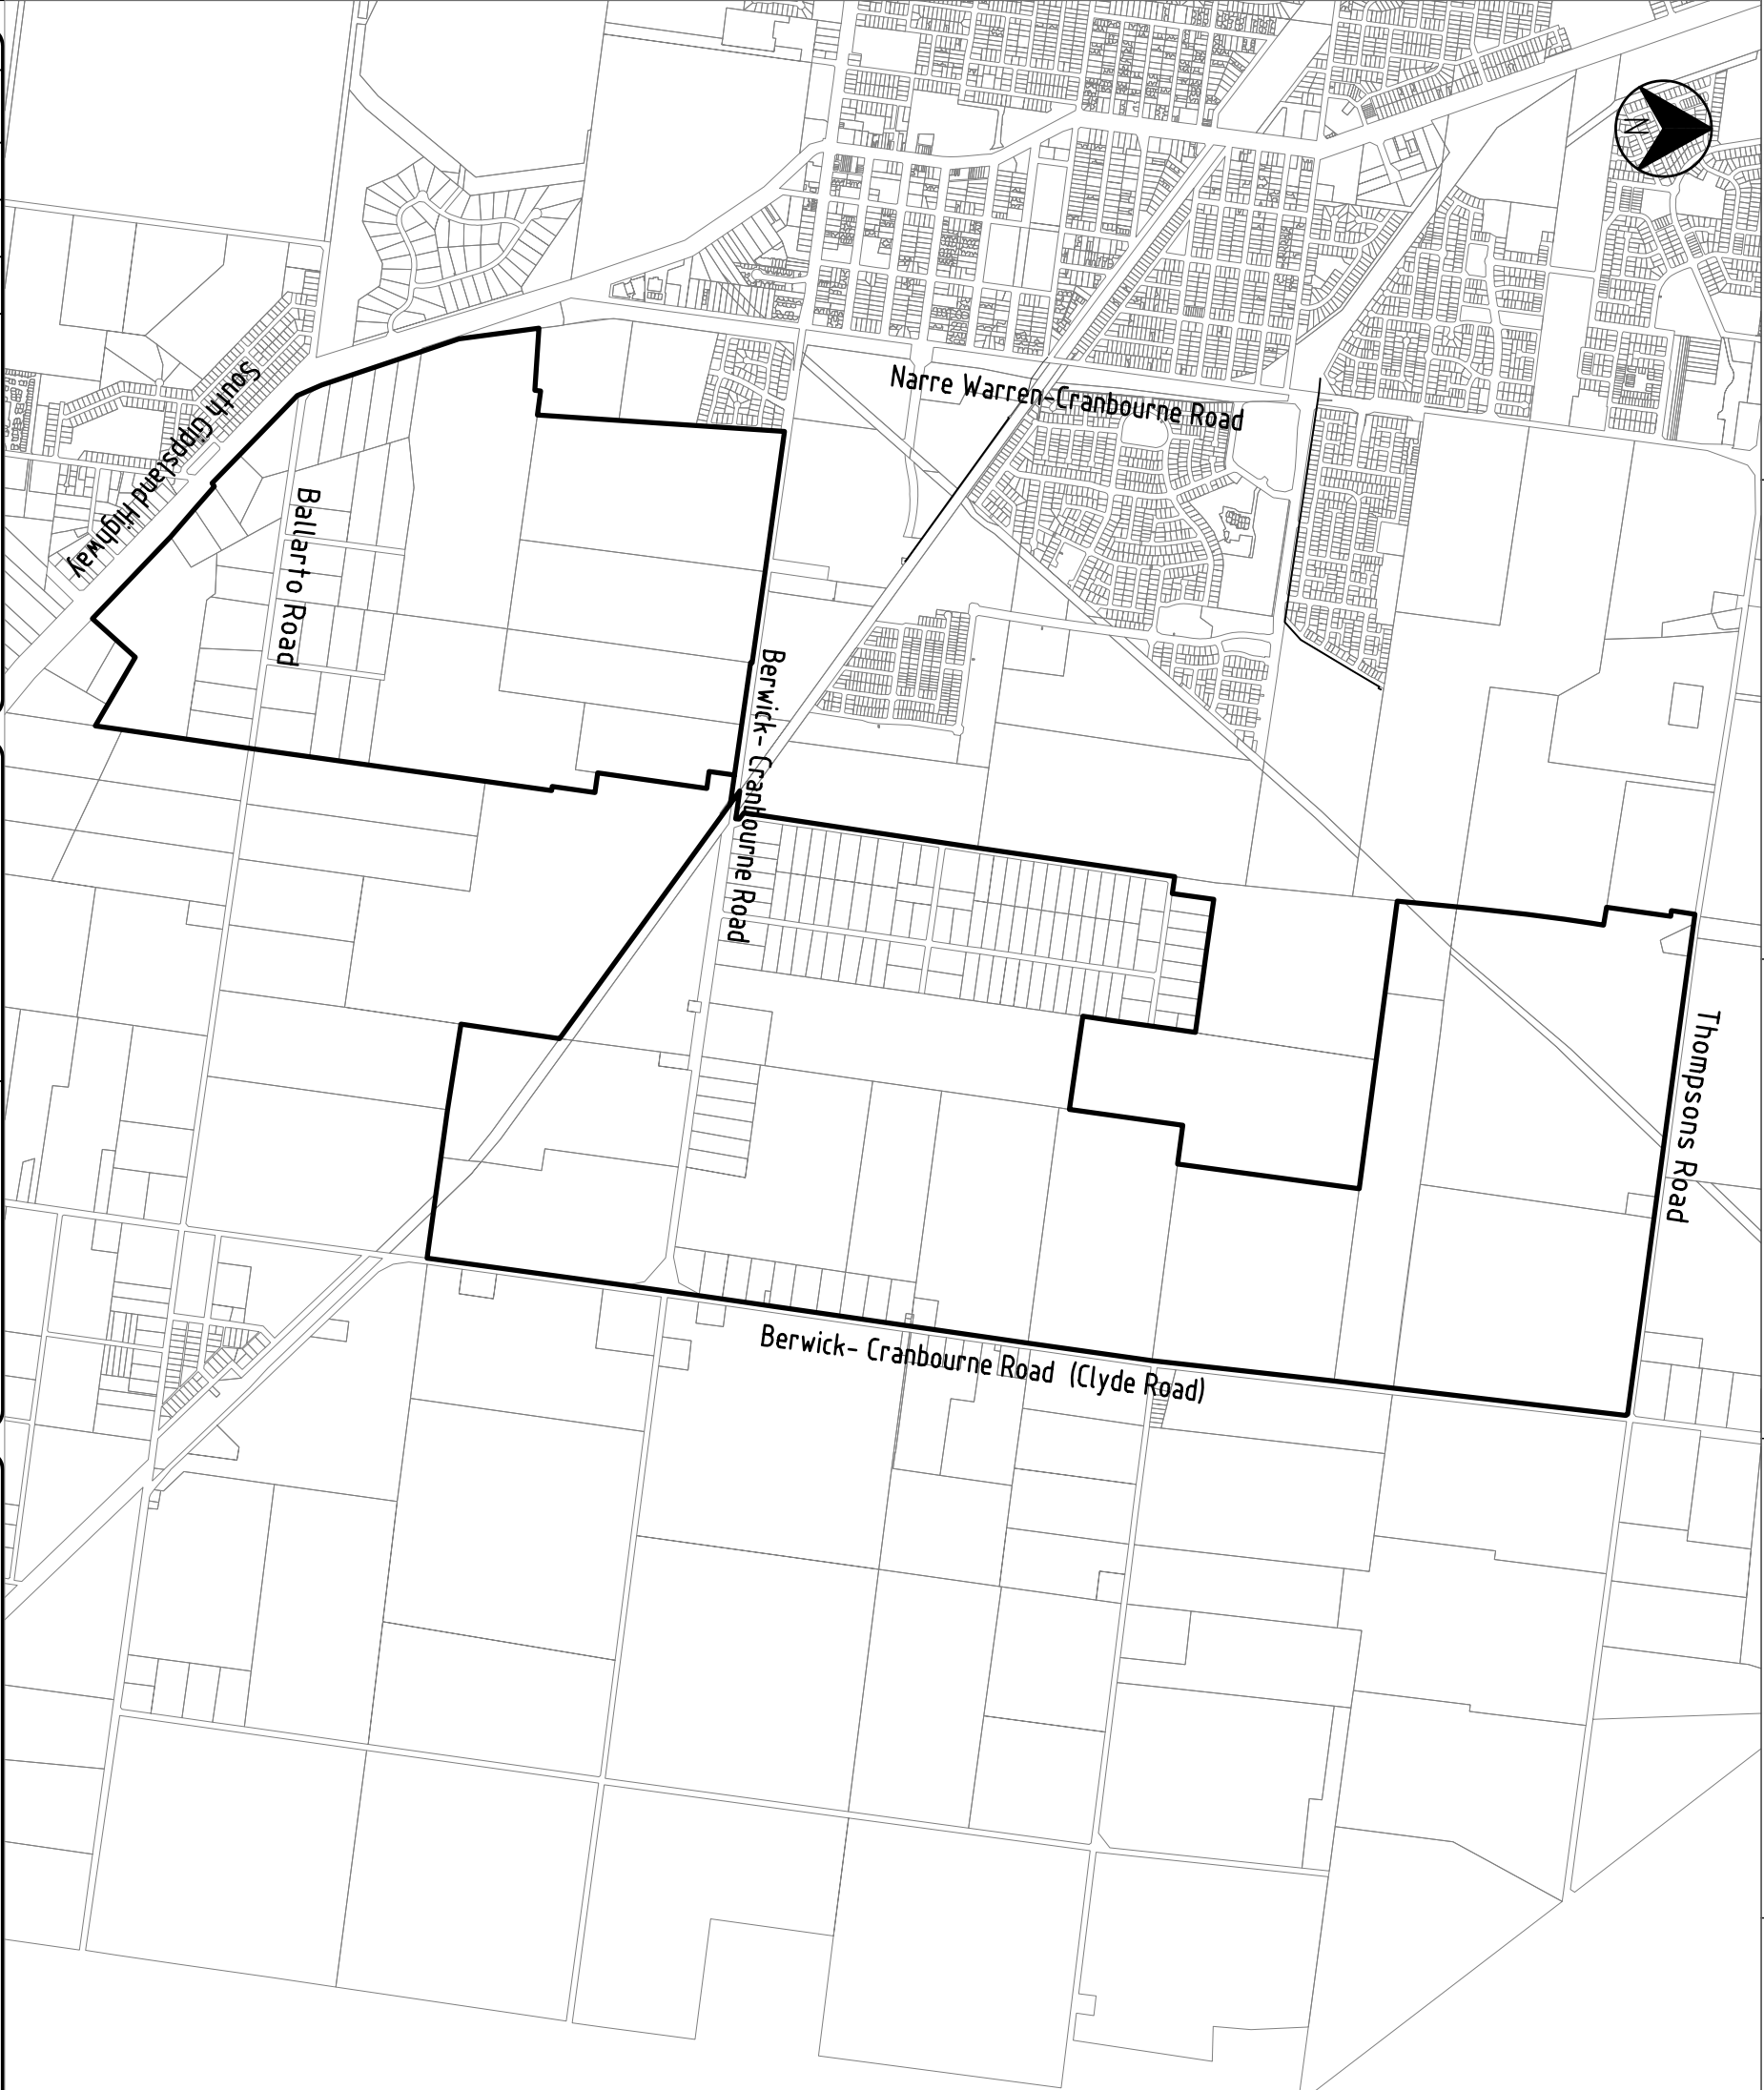 N
Narre Warren-Cranbourne Road
South Gippsland Highway
Ballarto Road
Berwick- Cranbourne Road
Thompsons Road
Berwick- Cranbourne Road (Clyde Road)